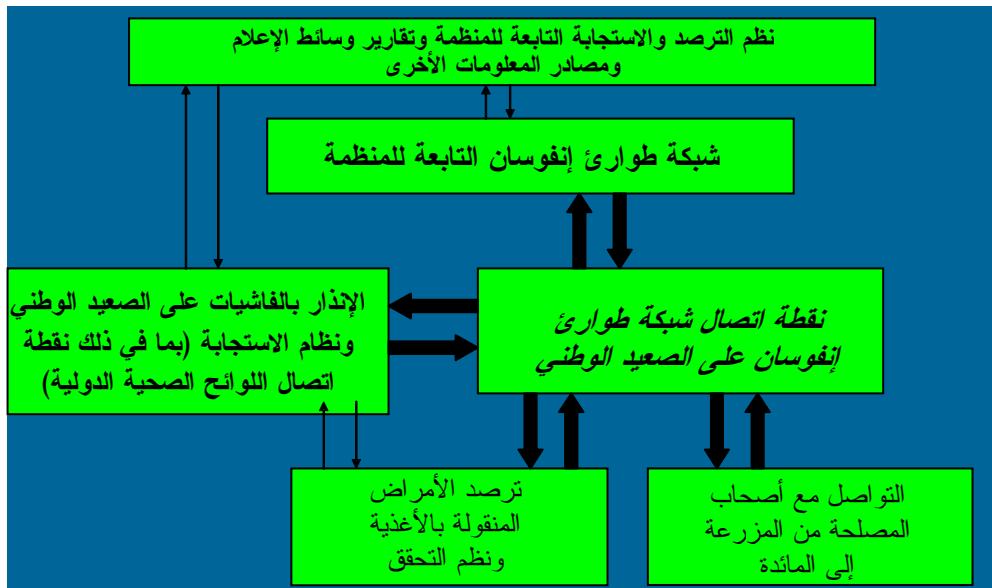 نظم الترصد والاستجابة التابعة للمنظمة وتقارير وسائط الإعلام
ومصادر المعلومات الأخرى
شبكة طوارئ إنفوسان التابعة للمنظمة
الإنذار بالفاشيات على الصعيد الوطني
ونظام الاستجابة (بما في ذلك نقطة
اتصال اللوائح الصحية الدولية)
نقطة اتصال شبكة طوارئ
إنفوسان على الصعيد الوطني
ترصد الأمراض
المنقولة بالأغذية
ونظم التحقق
التواصل مع أصحاب
المصلحة من المزرعة
إلى المائدة